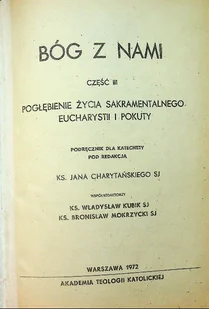 BÓG Z NAMI
CZĘŚĆ III
POGŁĘBIENIE ŻYCIA SAKRAMENTALNEGO
EUCHARYSTII I POKUTY
PODRĘCZNIK DLA KATECHETY
POD REDAKCJĄ
KS. JANA CHARYTAŃSKIEGO SJ
WSPÓŁREDAKTORZY
KS. WŁADYSŁAW KUBIK SJ
KS. BRONISŁAW MOKRZYCKI SJ
WARSZAWA 1972
AKADEMIA TEOLOGII KATOLICKIEJ